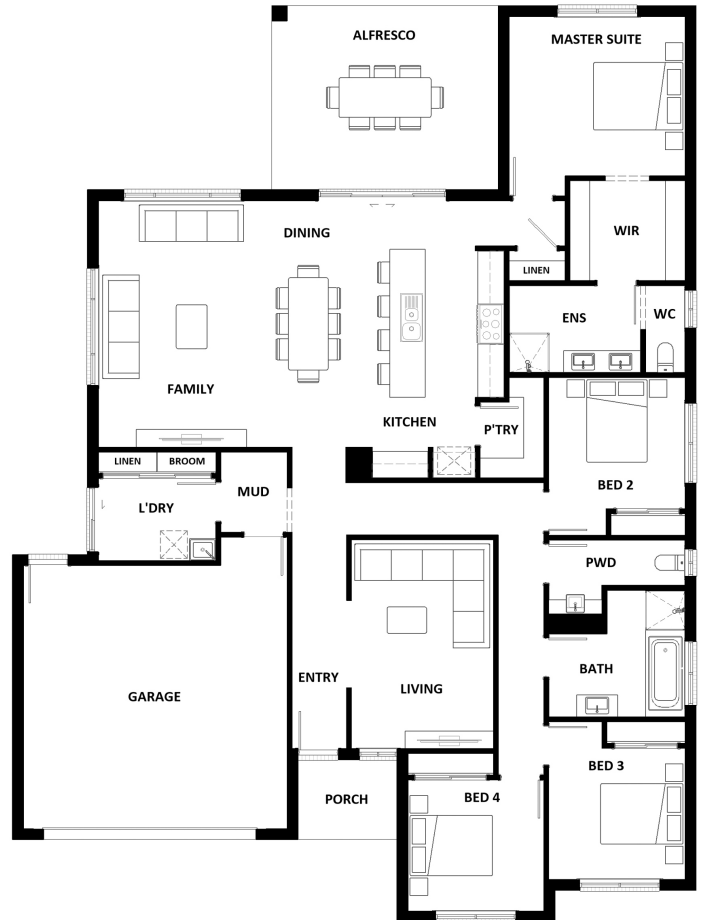 ALFRESCO
MASTER SUITE
DINING
WIR
LINEN
ENS
WC
FAMILY
KITCHEN
P'TRY
LINEN
BROOM
MUD
L'DRY
BED 2
PWD
ENTRY
LIVING
BATH
GARAGE
PORCH
BED 4
BED 3